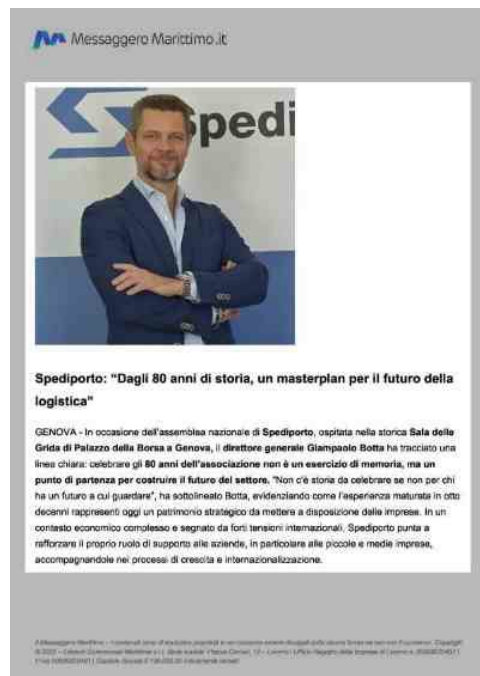 Messaggero Marittimo.it
Spedi
Spediporto: “Dagli 80 anni di storia, un masterplan per il futuro della
logistica”
GENOVA - In occasione dell'assemblea nazionale di Spediporto, ospitata nella storica Sala delle
Grida di Palazzo della Borsa a Genova, il direttore generale Giampaolo Botta ha tracciato una
linea chiara: celebrare gli 80 anni dell'associazione non è un esercizio di memoria, ma un
punto di partenza per costruire il futuro del settore. "Non c'è storia da celebrare se non per chi
ha un futuro a cui guardare", ha sottolineato Botta, evidenziando come l'esperienza maturata in otto
decenni rappresenti oggi un patrimonio strategico da mettere a disposizione delle imprese. In un
contesto economico complesso e segnato da forti tensioni internazionali, Spediporto punta a
rafforzare il proprio ruolo di supporto alle aziende, in particolare alle piccole e medie imprese,
accompagnandole nei processi di crescita e internazionalizzazione.